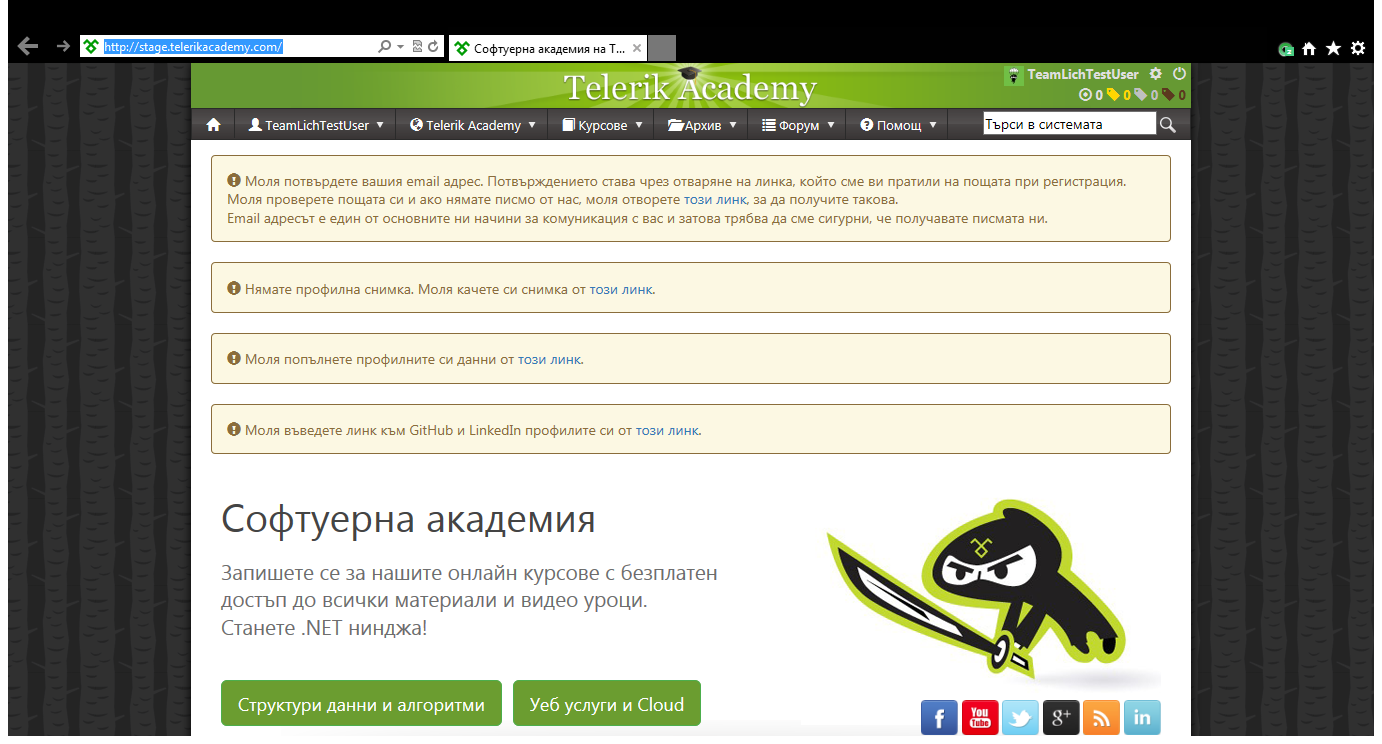 http://stage.telerikacademy.com/
Софтуерна академия на Т...
Telerik Academy
TeamLichTestUser
0 0 0 0
TeamLichTestUser
Telerik Academy
Курсове
Архив
Форум
Помощ
Търси в системата
Моля потвърдете вашия email адрес. Потвърждението става чрез отваряне на линка, който сме ви пратили на пощата при регистрация.
Моля проверете пощата си и ако нямате писмо от нас, моля отворете този линк, за да получите такова.
Email адресът е един от основните ни начини за комуникация с вас и затова трябва да сме сигурни, че получавате писмата ни.
Нямате профилна снимка. Моля качете си снимка от този линк.
Моля попълнете профилните си данни от този линк.
Моля въведете линк към GitHub и LinkedIn профилите си от този линк.
Софтуерна академия
Запишете се за нашите онлайн курсове с безплатен
достъп до всички материали и видео уроци.
Станете .NET нинджа!
Структури данни и алгоритми
Уеб услуги и Cloud
f
You
Tube
g+
in